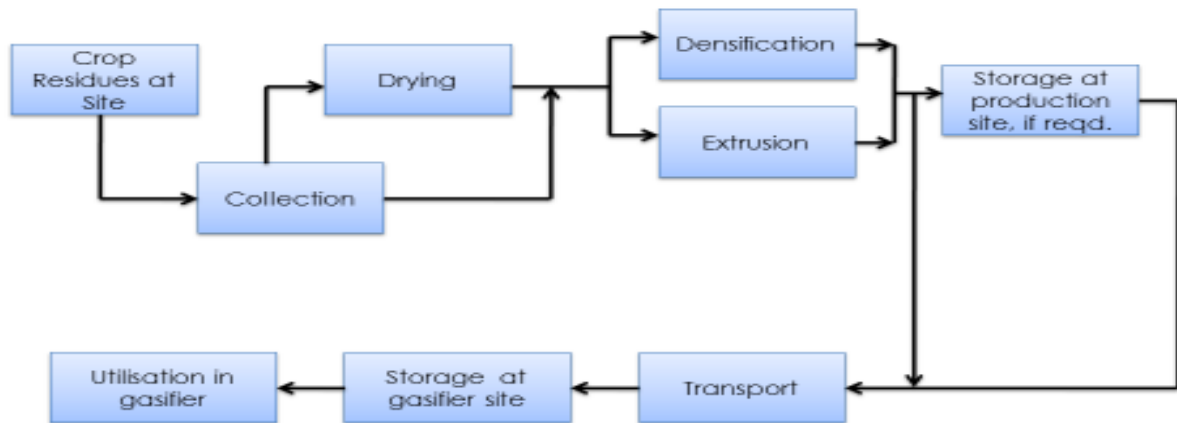 Crop
Residues at
Site
Drying
Collection
Densification
Extrusion
Storage at
production
site, if reqd.
Utilisation in
gasifier
Storage at
gasifier site
Transport